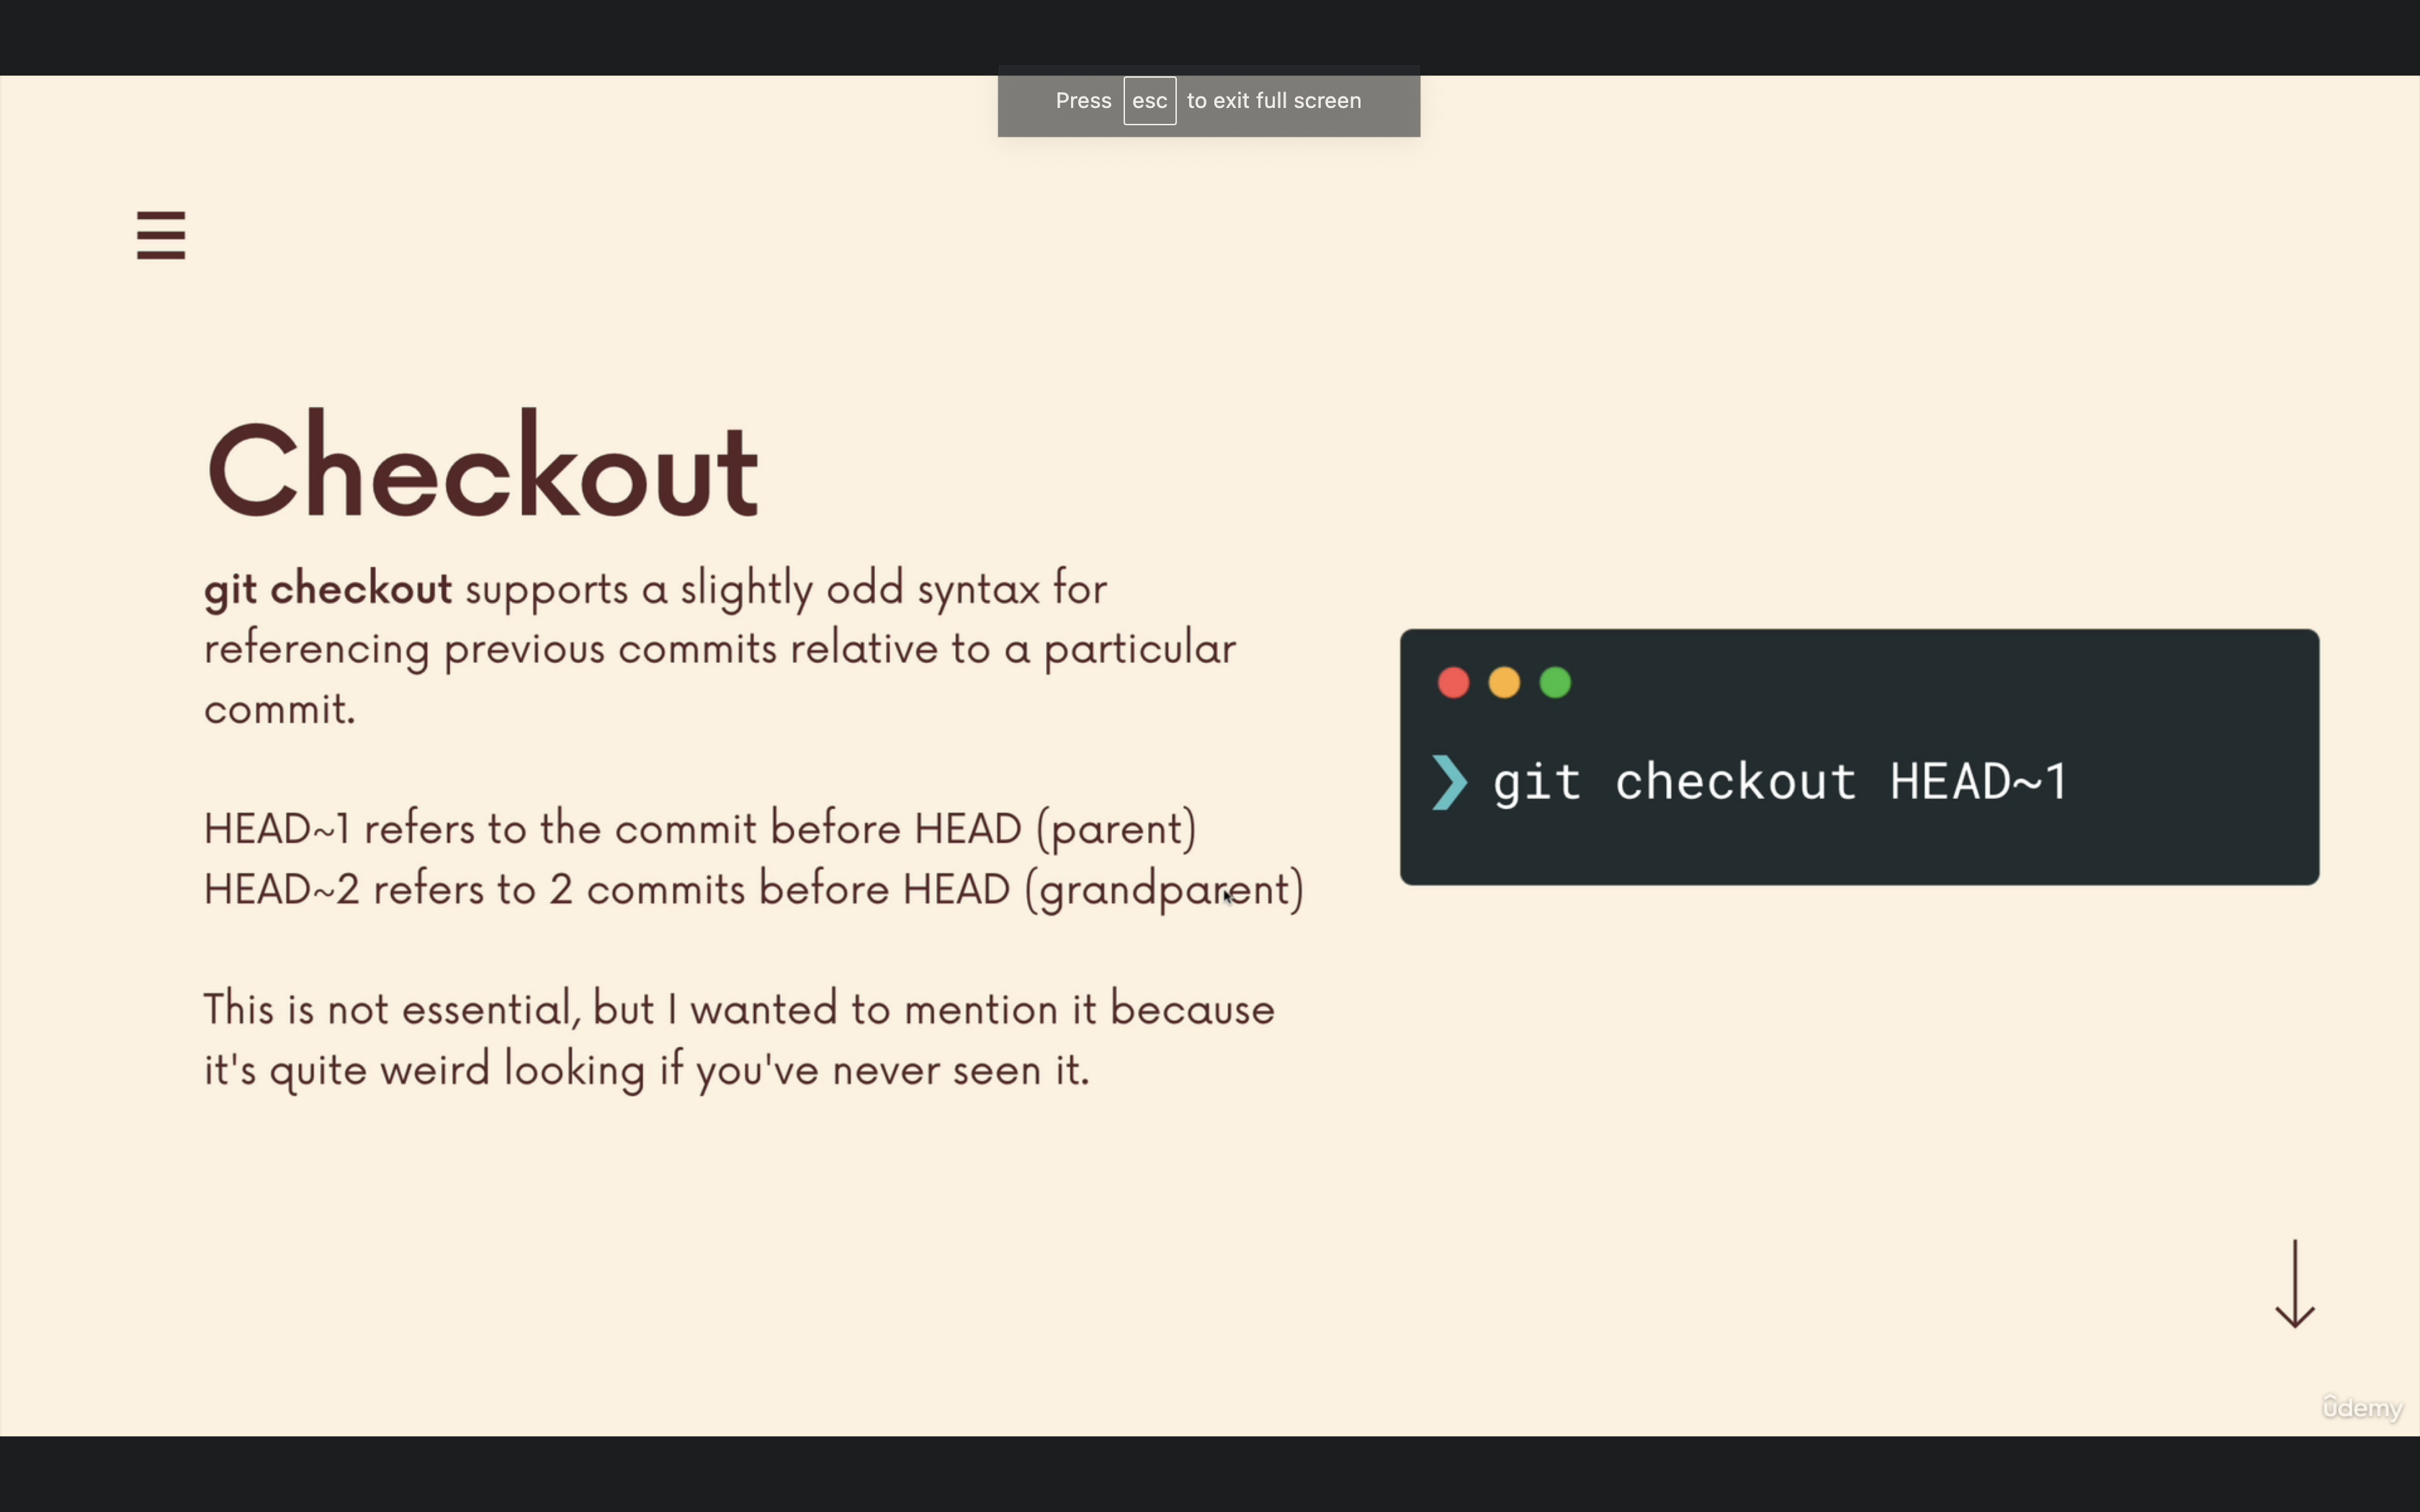 Press esc to exit full screen
Checkout
git checkout supports a slightly odd syntax for
referencing previous commits relative to a particular
commit.
HEAD~1 refers to the commit before HEAD (parent)
HEAD~2 refers to 2 commits before HEAD (grandparent)
This is not essential, but I wanted to mention it because
it's quite weird looking if you've never seen it.
❯ git checkout HEAD~1
ûdemy